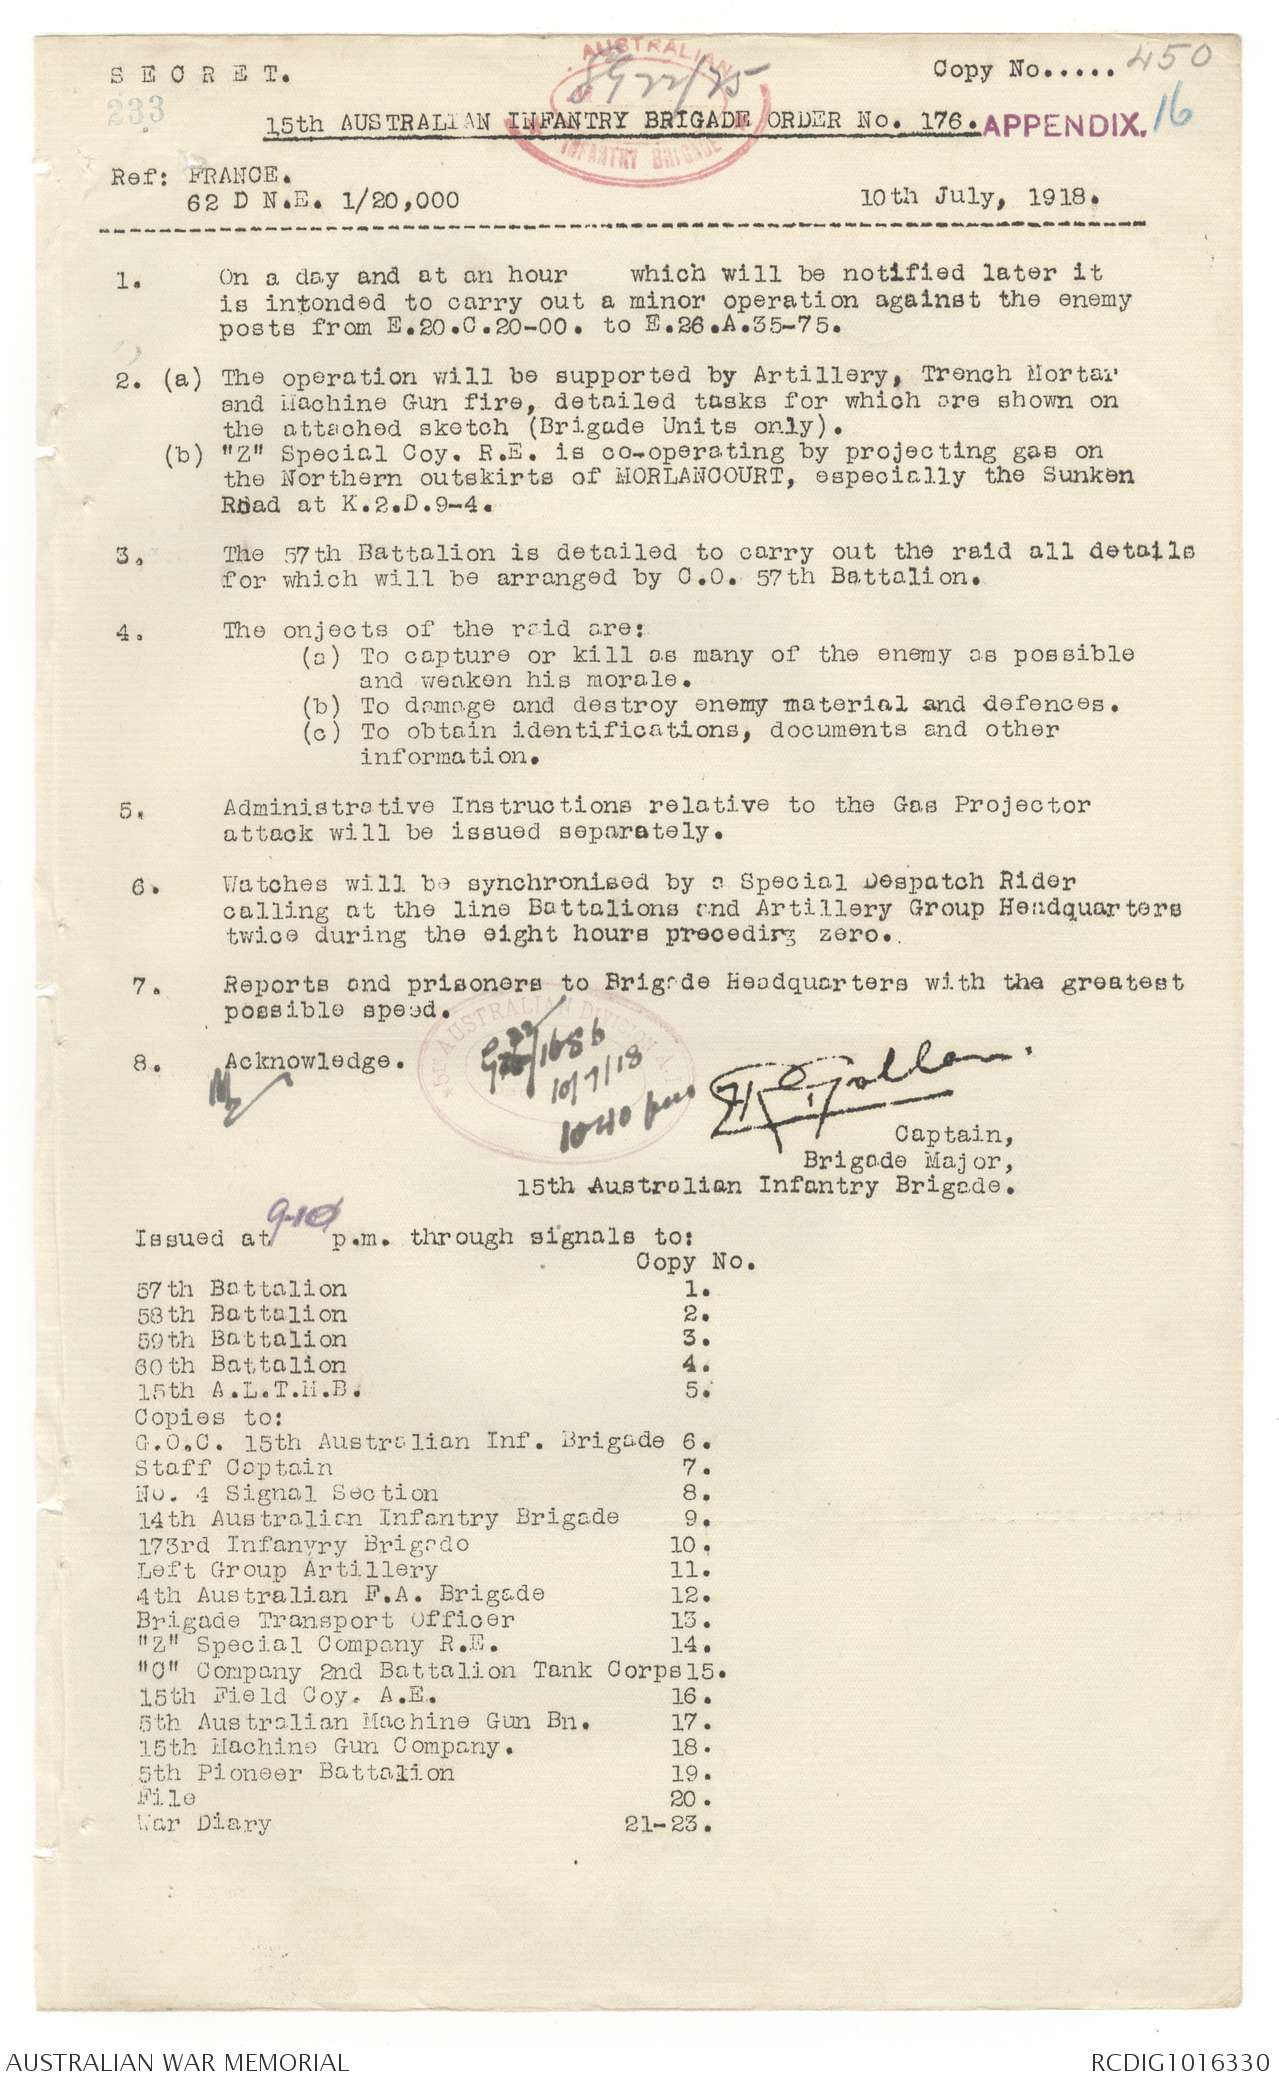 S E C R E T.
Copy No.....
450
233
AUSTRALIAN
INFANTRY BRIGADE
15th AUSTRALIAN INFANTRY BRIGADE ORDER No. 176.
APPENDIX. 16
Ref: FRANCE.
62 D N.E. 1/20,000
10th July, 1918.
1. On a day and at an hour which will be notified later it
is intonded to carry out a minor operation against the enemy
posts from E.20.C.20-00. to E.26.A.35-75.
2. (a) The operation will be supported by Artillery, Trench Mortar
and Machine Gun fire, detailed tasks for which are shown on
the attached sketch (Brigade Units only).
(b) "Z" Special Coy. R.E. is co-operating by projecting gas on
the Northern outskirts of MORLANCOURT, especially the Sunken
Road at K.2.D.9-4.
3. The 57th Battalion is detailed to carry out the raid all details
for which will be arranged by C.O. 57th Battalion.
4. The onjects of the raid are:
(a) To capture or kill as many of the enemy as possible
and weaken his morale.
(b) To damage and destroy enemy material and defences.
(c) To obtain identifications, documents and other
information.
5. Administrative Instructions relative to the Gas Projector
attack will be issued separately.
6. Watches will be synchronised by a Special Despatch Rider
calling at the line Battalions and Artillery Group Headquarters
twice during the eight hours preceding zero.
7. Reports and prisoners to Brigade Headquarters with the greatest
possible speed.
8. Acknowledge.
AUSTRALIAN DIVISION
10/7/18
1040 pm
Captain,
Brigade Major,
15th Australian Infantry Brigade.
Issued at 9-10 p.m. through signals to:
Copy No.
57th Battalion 1.
58th Battalion 2.
59th Battalion 3.
60th Battalion 4.
15th A.L.T.M.B. 5.
Copies to:
G.O.C. 15th Australian Inf. Brigade 6.
Staff Captain 7.
No. 4 Signal Section 8.
14th Australian Infantry Brigade 9.
173rd Infanyry Brigado 10.
Left Group Artillery 11.
4th Australian F.A. Brigade 12.
Brigade Transport Officer 13.
"Z" Special Company R.E. 14.
"C" Company 2nd Battalion Tank Corps15.
15th Field Coy. A.E. 16.
5th Australian Machine Gun Bn. 17.
15th Machine Gun Company. 18.
5th Pioneer Battalion 19.
File 20.
War Diary 21-23.
AUSTRALIAN WAR MEMORIAL
RCDIG1016330